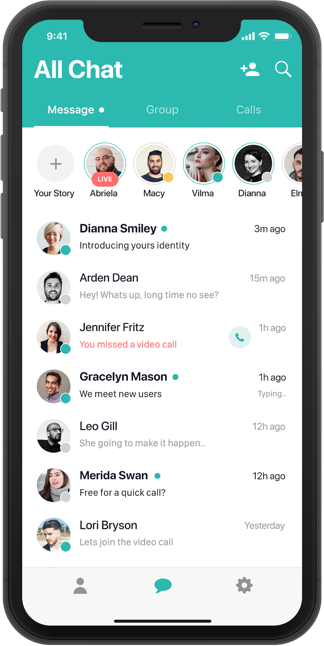 9:41
All Chat
Message
Group
Calls
LIVE
Your Story
Abriela
Macy
Vilma
Dianna
Dianna Smiley
3m ago
Introducing yours identity
Arden Dean
15m ago
Hey! Whats up, long time no see?
Jennifer Fritz
1h ago
You missed a video call
Gracelyn Mason
1h ago
We meet new users
Typing..
Leo Gill
12h ago
She going to make it happen..
Merida Swan
12h ago
Free for a quick call?
Lori Bryson
Yesterday
Lets join the video call